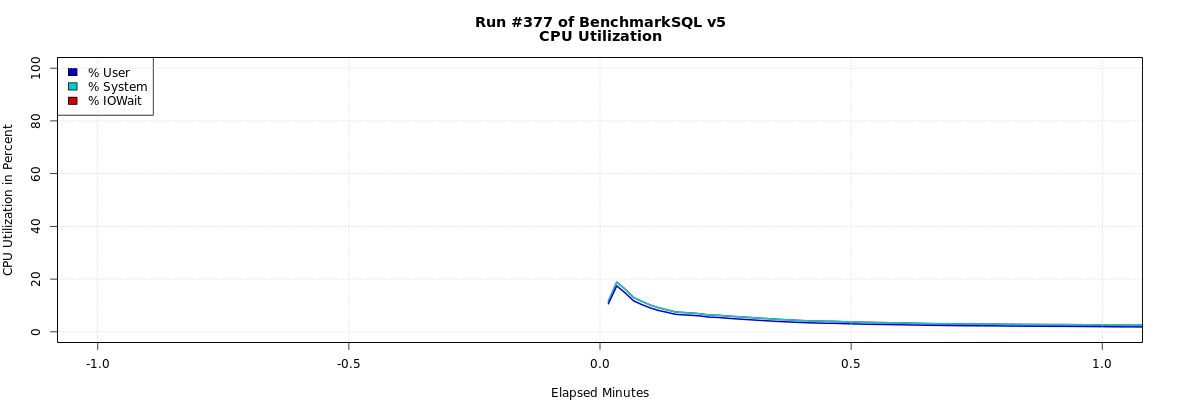 Run #377 of BenchmarkSQL v5
CPU Utilization
% User
% System
% IOWait
CPU Utilization in Percent
100
80
60
40
20
0
-1.0
-0.5
0.0
0.5
1.0
Elapsed Minutes